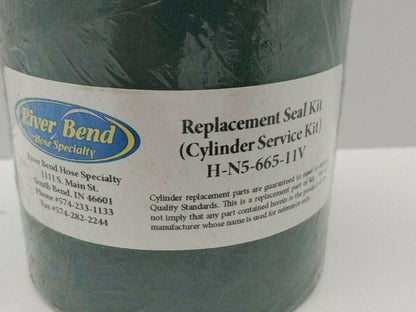 River Bend
Hose Specialty
River Bend Hose Specialty
1111 S. Main St.
South Bend, IN 46601
Phone #574-233-1133
Fax #574-282-2244
Replacement Seal Kit
(Cylinder Service Kit)
H-N5-665-11V
Cylinder replacement parts are guaranteed to
Quality Standards. This is a replacement part
not imply that any part contained herein is the product
manufacturer whose name is used for reference only.